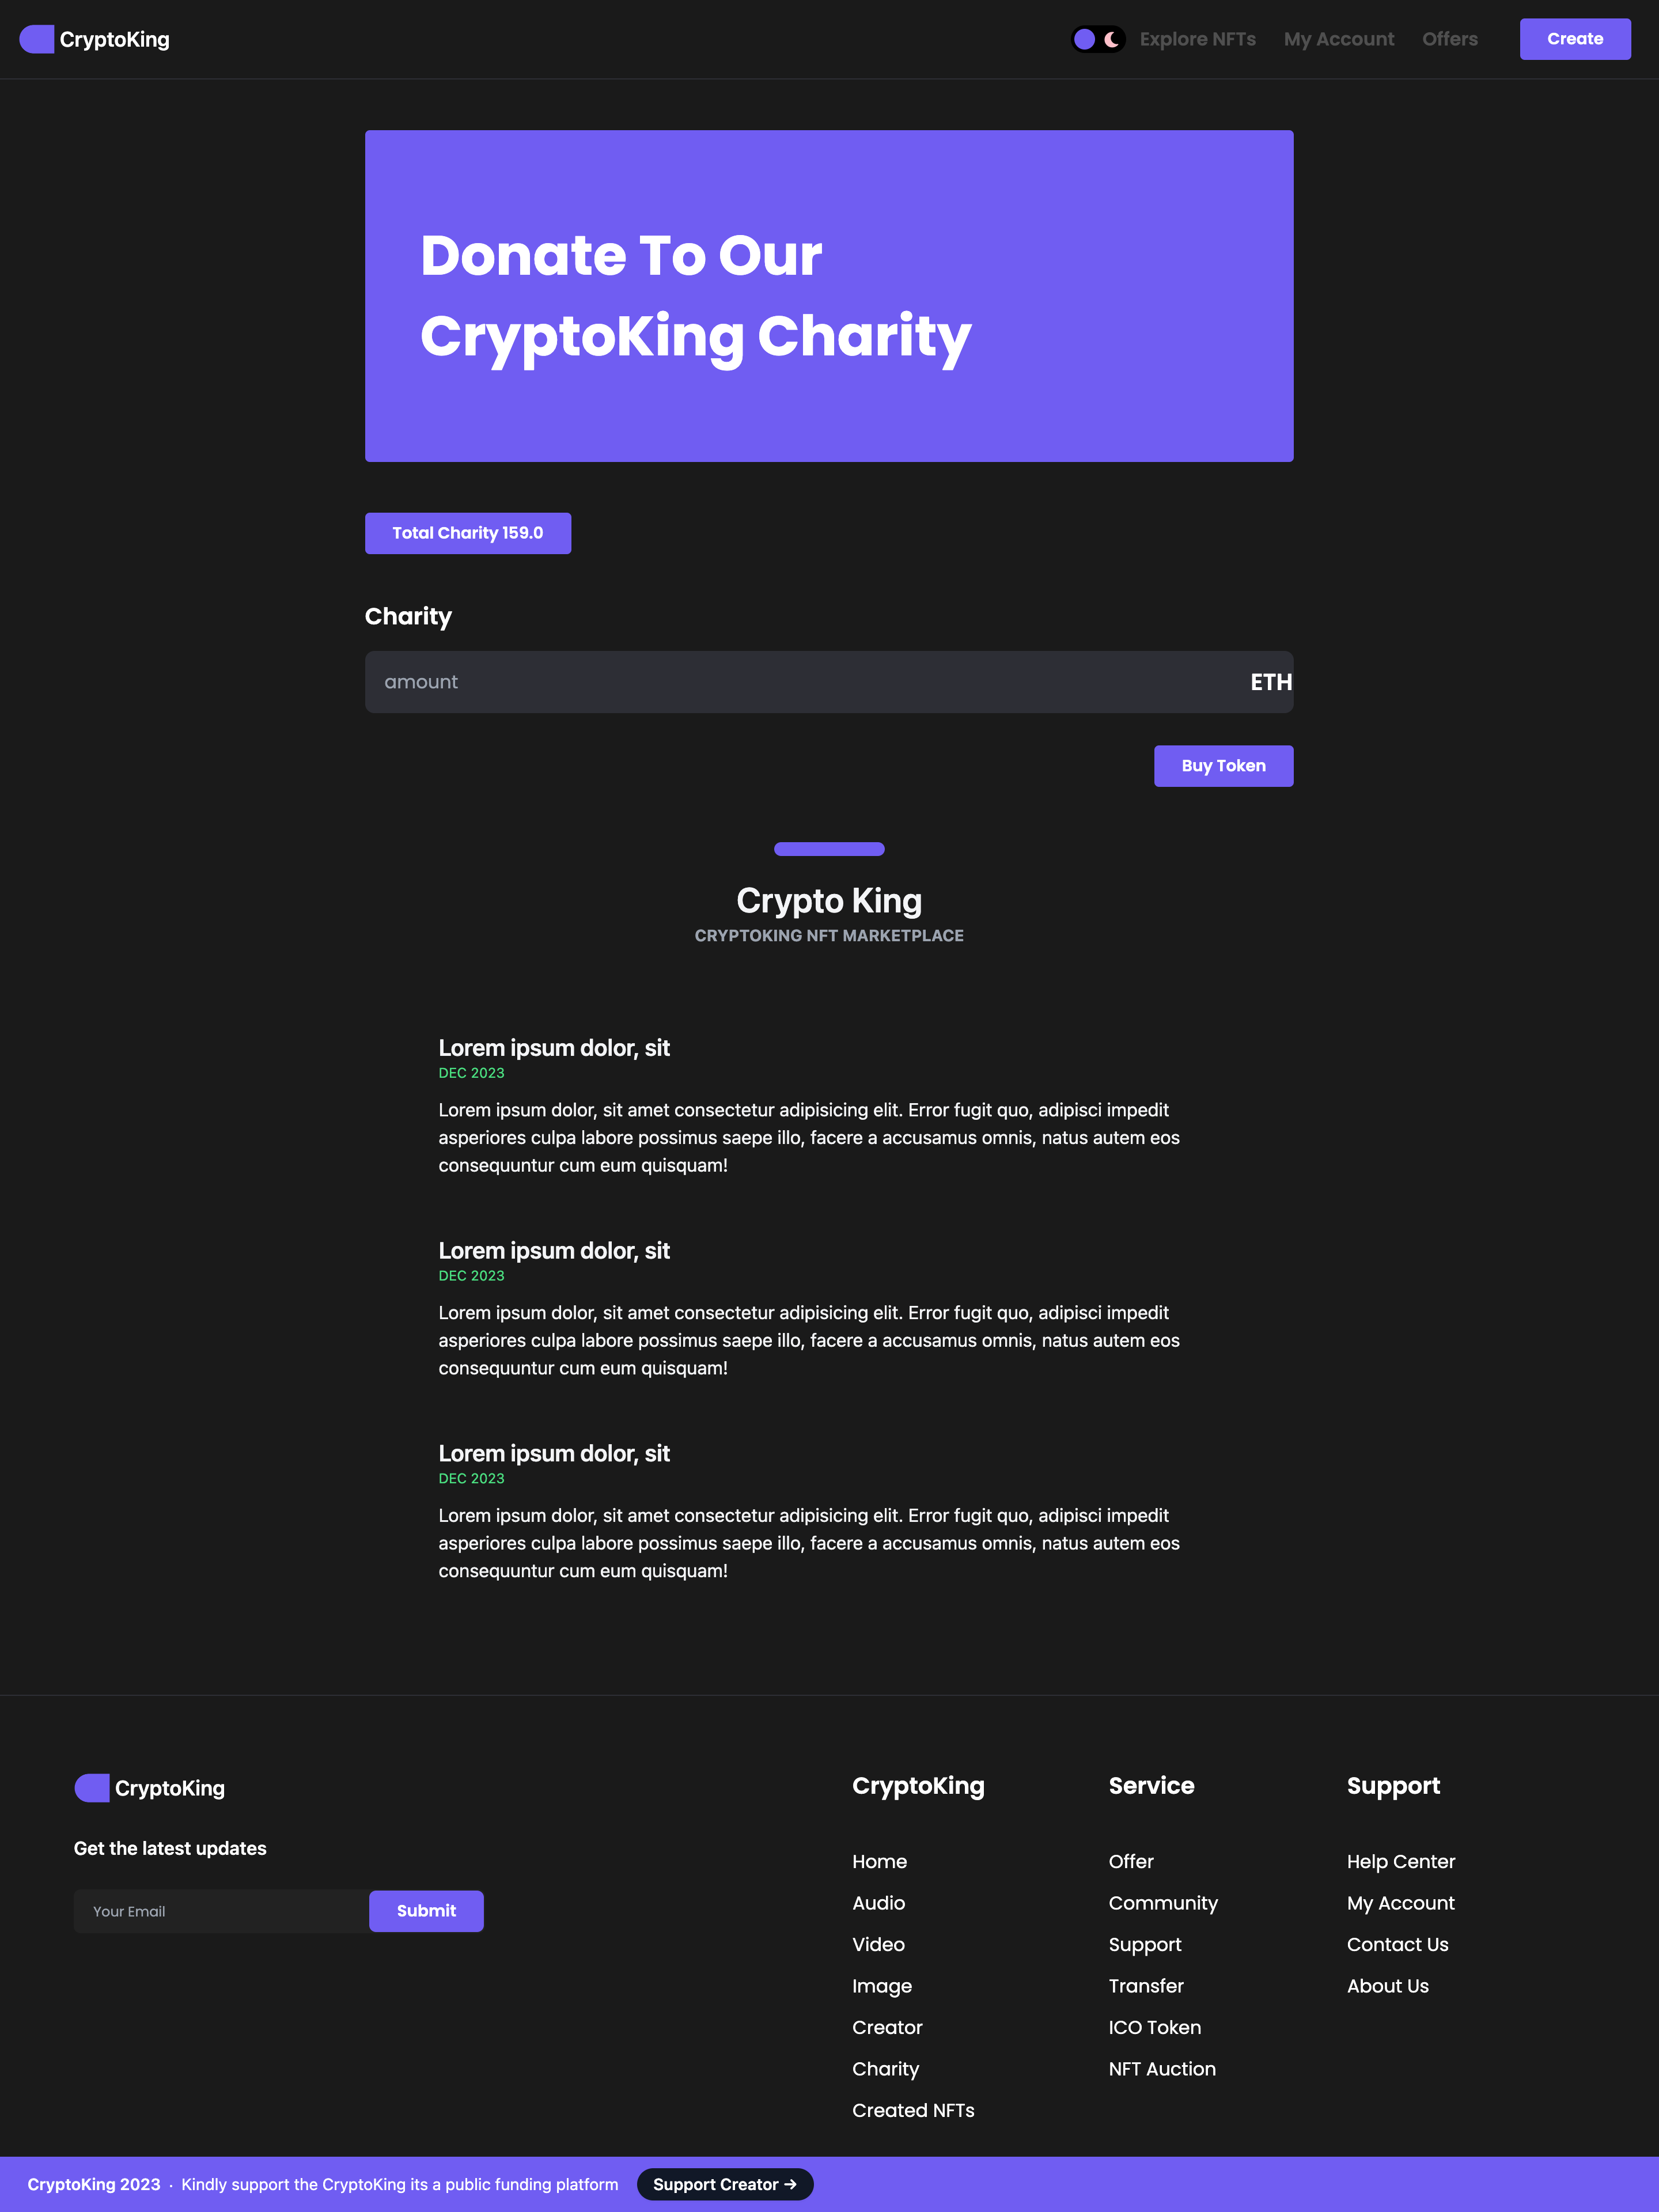 CryptoKing
Explore NFTs
My Account
Offers
Create
Donate To Our
CryptoKing Charity
Total Charity 159.0
Charity
amount
ETH
Buy Token
Crypto King
CRYPTOKING NFT MARKETPLACE
Lorem ipsum dolor, sit
DEC 2023
Lorem ipsum dolor, sit amet consectetur adipisicing elit. Error fugit quo, adipisci impedit
asperiores culpa labore possimus saepe illo, facere a accusamus omnis, natus autem eos
consequuntur cum eum quisquam!
Lorem ipsum dolor, sit
DEC 2023
Lorem ipsum dolor, sit amet consectetur adipisicing elit. Error fugit quo, adipisci impedit
asperiores culpa labore possimus saepe illo, facere a accusamus omnis, natus autem eos
consequuntur cum eum quisquam!
Lorem ipsum dolor, sit
DEC 2023
Lorem ipsum dolor, sit amet consectetur adipisicing elit. Error fugit quo, adipisci impedit
asperiores culpa labore possimus saepe illo, facere a accusamus omnis, natus autem eos
consequuntur cum eum quisquam!
CryptoKing
Get the latest updates
Your Email
Submit
CryptoKing
Home
Audio
Video
Image
Creator
Charity
Created NFTs
Service
Offer
Community
Support
Transfer
ICO Token
NFT Auction
Support
Help Center
My Account
Contact Us
About Us
CryptoKing 2023 · Kindly support the CryptoKing its a public funding platform
Support Creator →